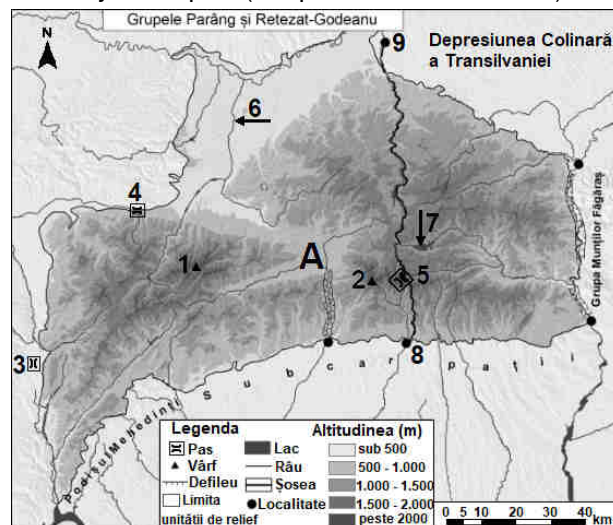 Grupele Parâng și Retezat-Godeanu
N
9
Depresiunea Colinară
a Transilvaniei
6
4
7
A
1
2
5
Grupa Munților Făgăraș
3
8
Subcarpații
Podișul Mehedinți
Legenda
Pas
Vârf
Defileu
Limita
unității de relief
Lac
Râu
Șosea
Localitate
Altitudinea (m)
sub 500
500 - 1.000
1.000 - 1.500
1.500 - 2.000
peste 2000
0 5 10 20 30 40
Km